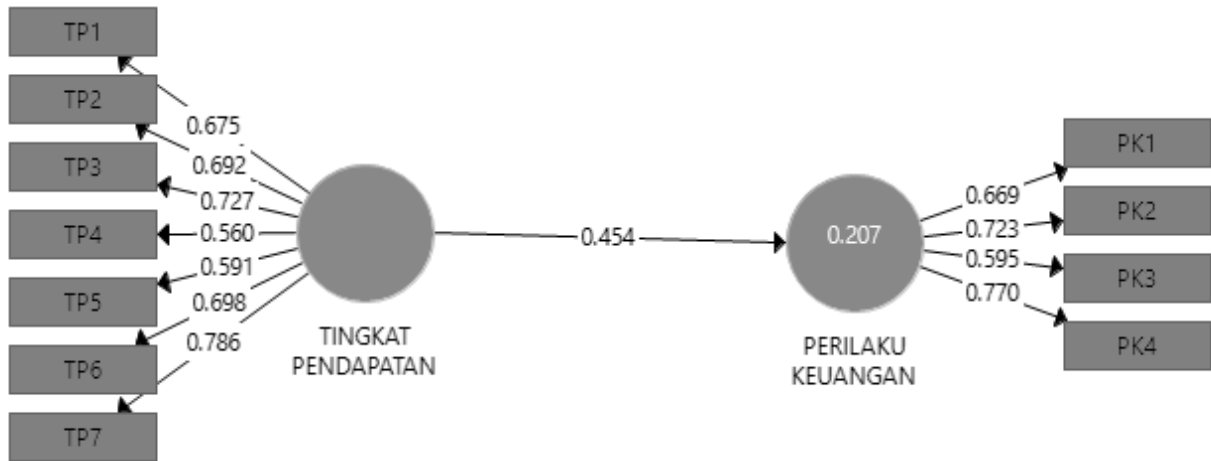 TP1
TP2
TP3
TP4
TP5
TP6
TP7
0.675
0.692
0.727
0.560
0.591
0.698
0.786
TINGKAT
PENDAPATAN
0.454
0.207
PERILAKU
KEUANGAN
0.669
0.723
0.595
0.770
PK1
PK2
PK3
PK4